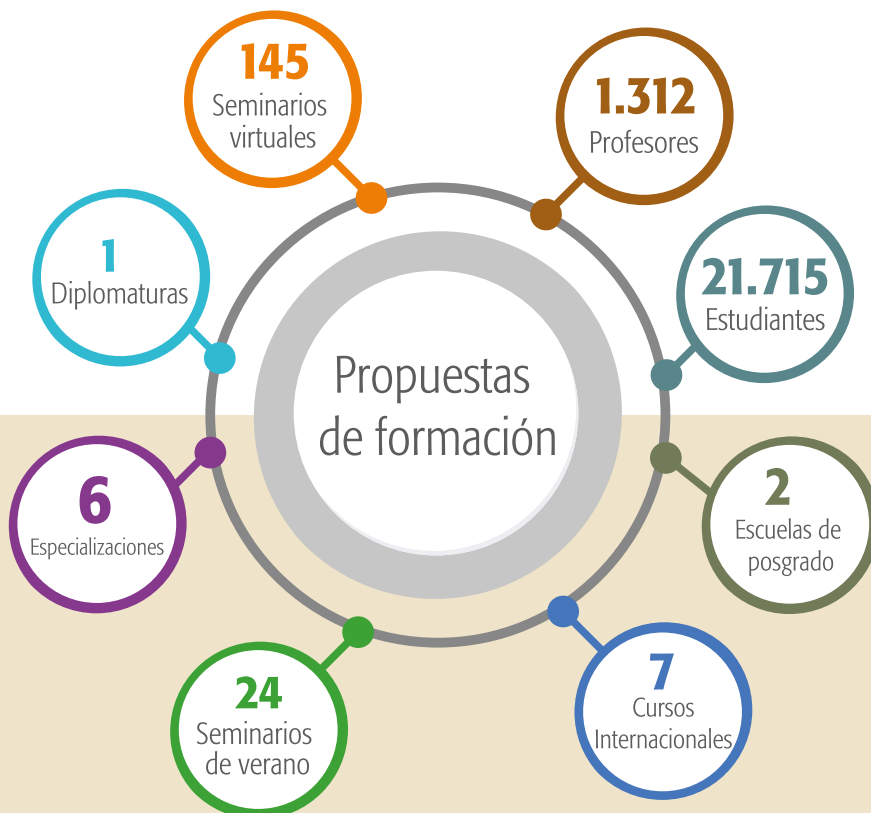 145
Seminarios
virtuales
1.312
Profesores
1
Diplomaturas
21.715
Estudiantes
Propuestas
de formación
6
Especializaciones
2
Escuelas de
posgrado
24
Seminarios
de verano
7
Cursos
Internacionales